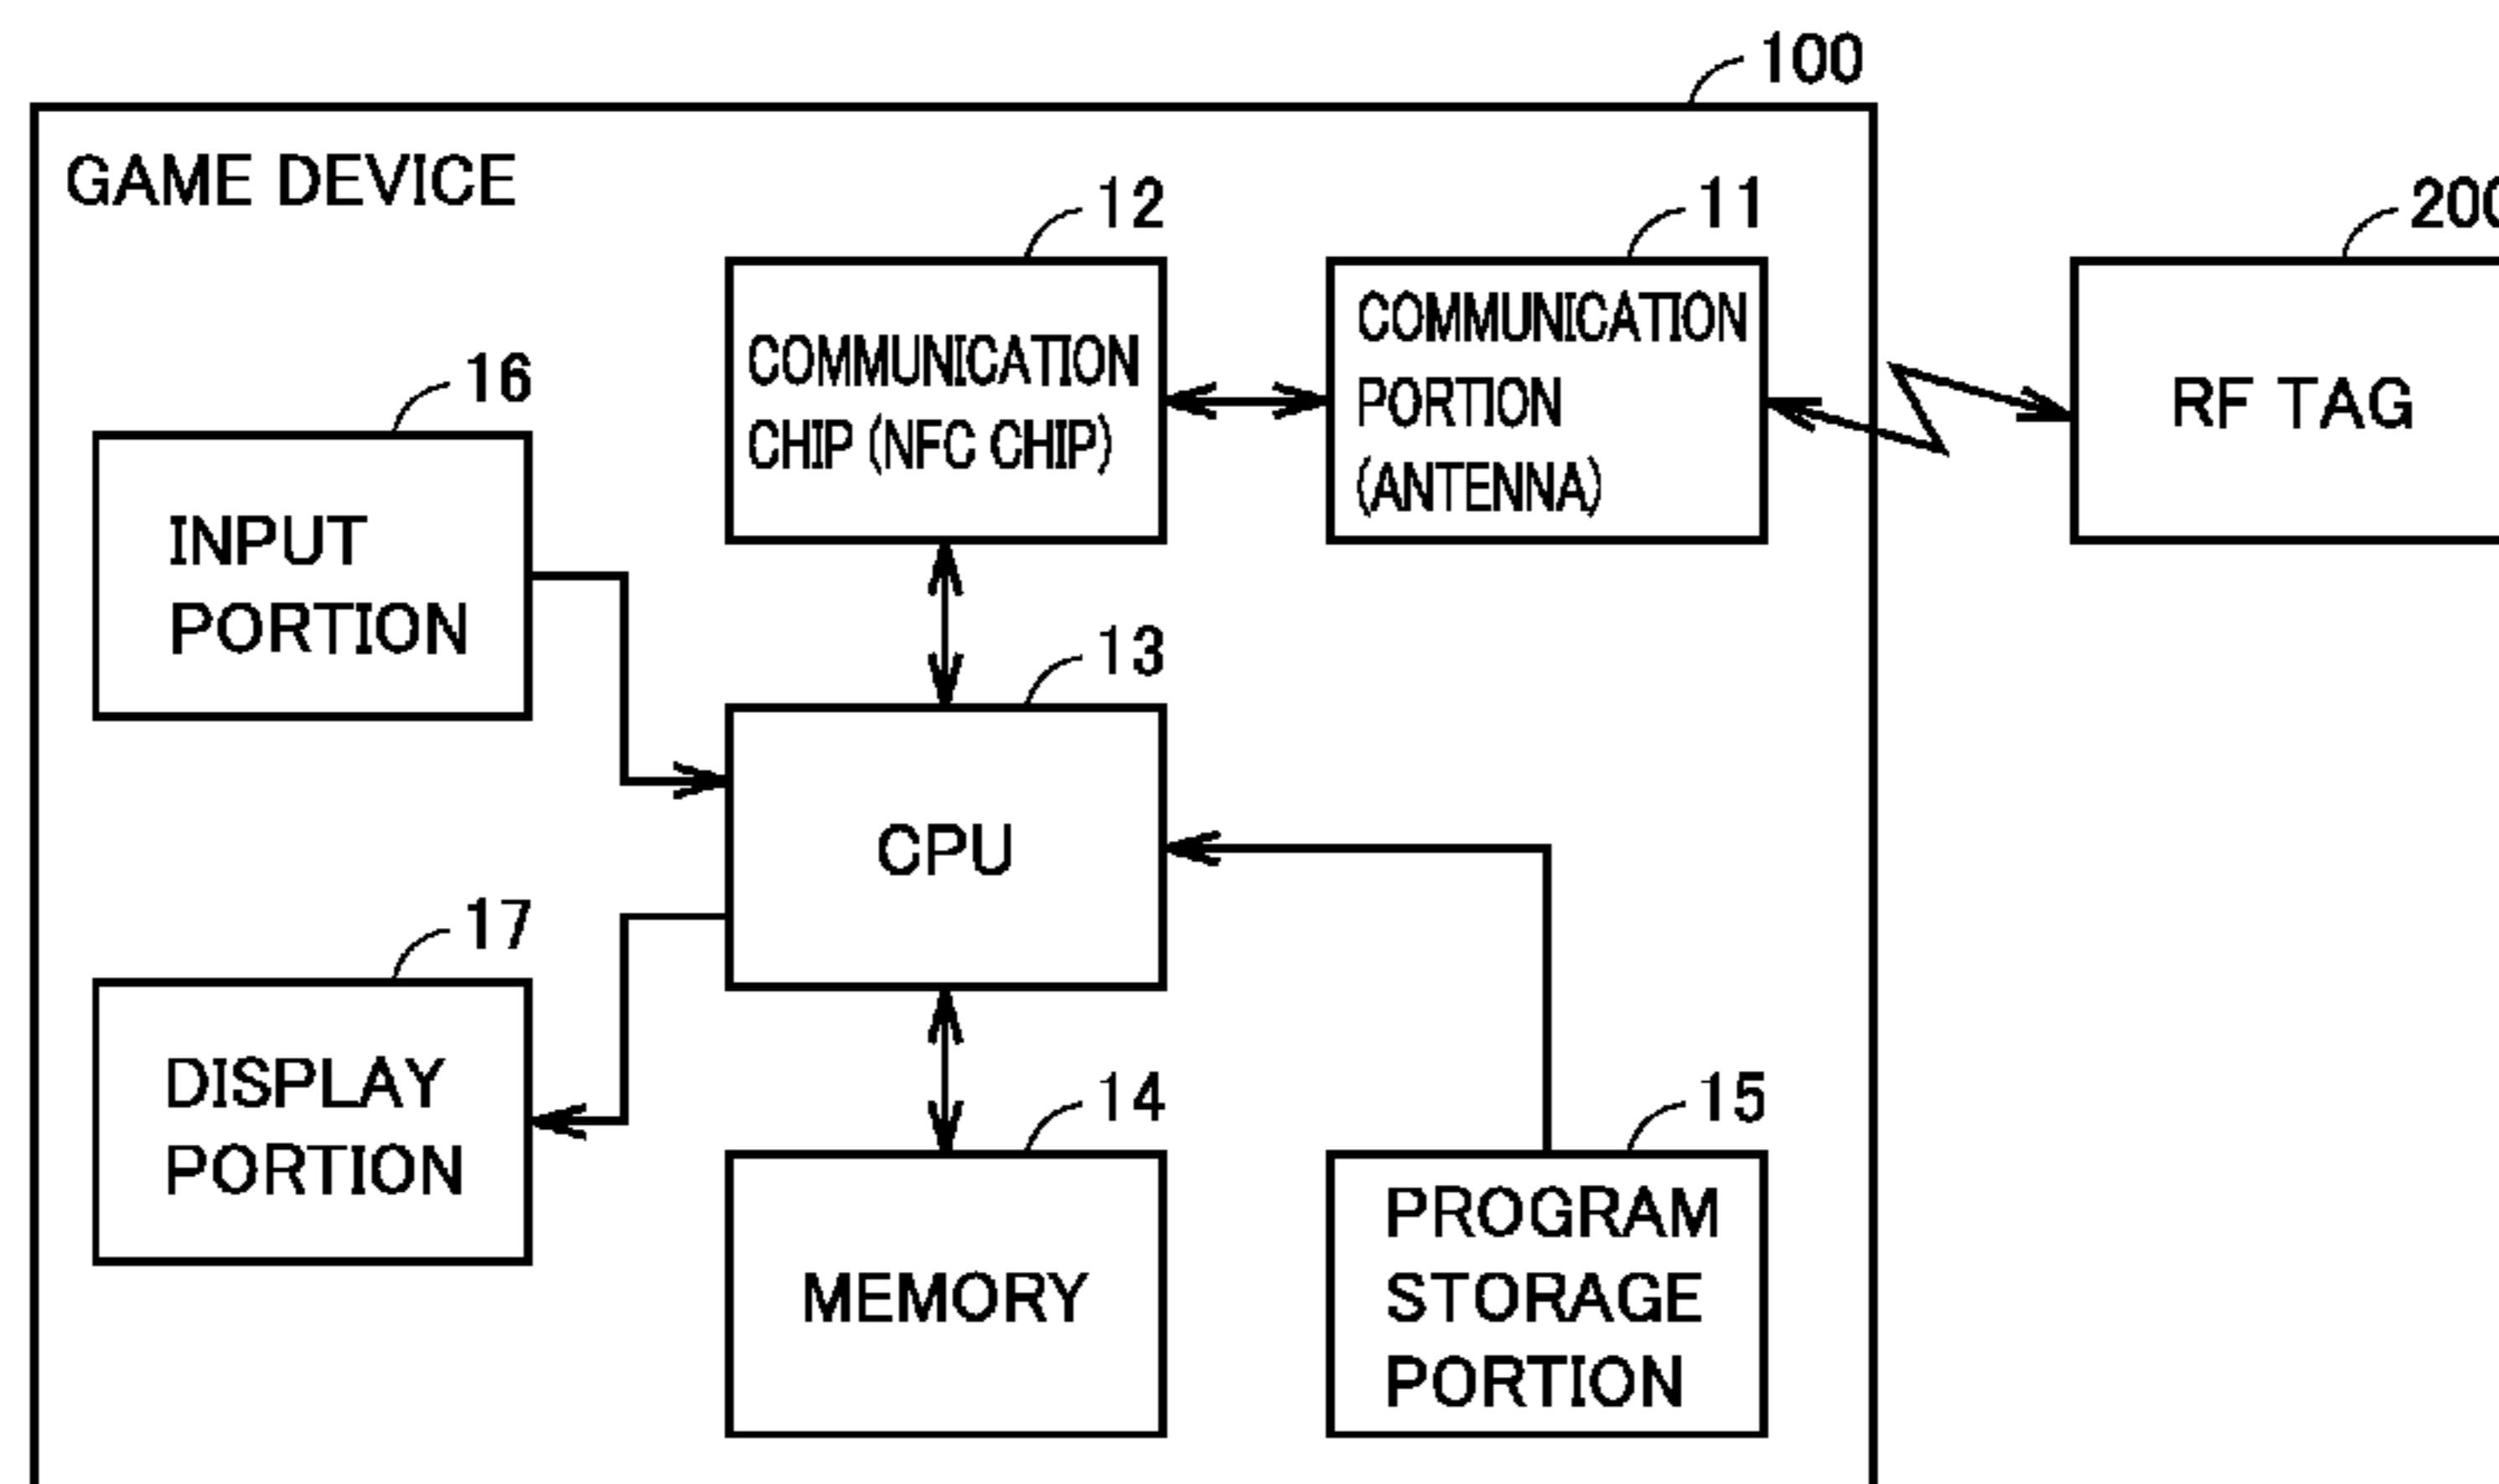 100
GAME DEVICE
12
11
200
COMMUNICATION
CHIP (NFC CHIP)
COMMUNICATION
PORTION
(ANTENNA)
RF TAG
16
INPUT
PORTION
13
CPU
17
DISPLAY
PORTION
14
MEMORY
15
PROGRAM
STORAGE
PORTION